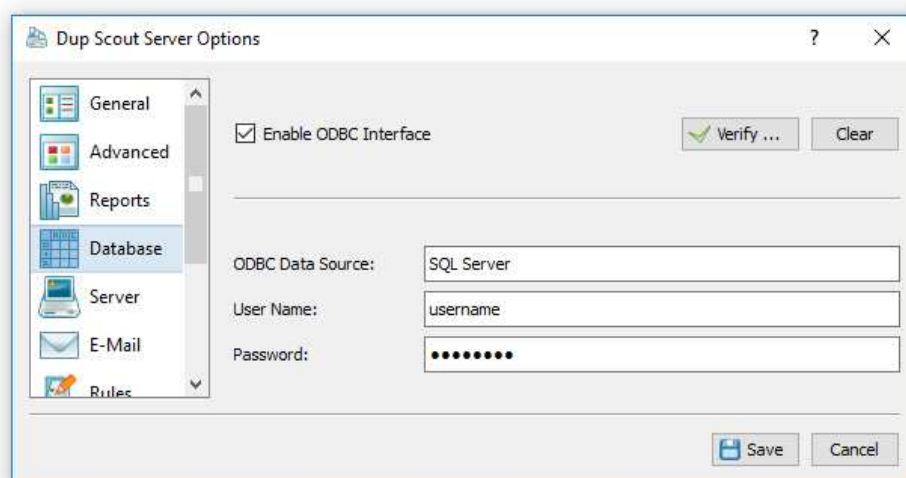 Dup Scout Server Options
?
General
Advanced
Reports
Database
Server
E-Mail
Rules
Enable ODBC Interface
Verify ...
Clear
ODBC Data Source:
SQL Server
User Name:
username
Password:
••••••••
Save
Cancel